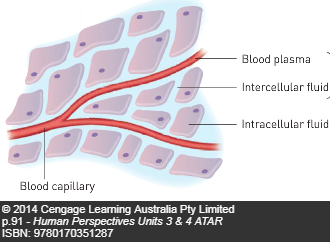 Blood plasma
Intercellular fluid
Intracellular fluid
Blood capillary
© 2014 Cengage Learning Australia Pty Limited
p.91 - Human Perspectives Units 3 & 4 ATAR
ISBN: 9780170351287